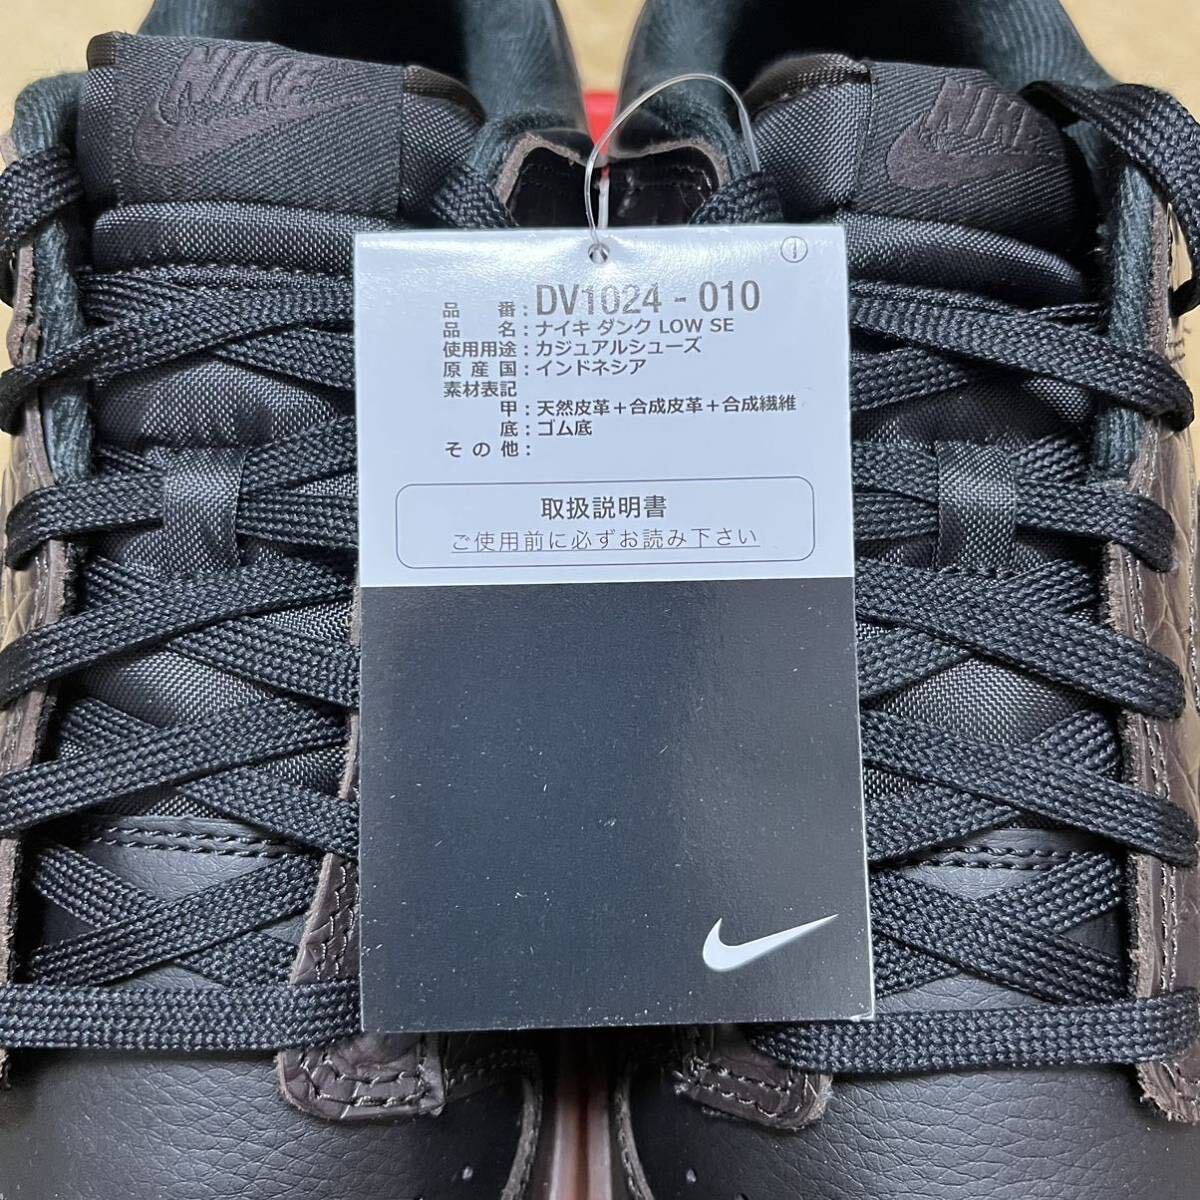 NIKE
NIKE
①
品番：DV1024 - 010
品名：ナイキ ダンク LOW SE
使用用途：カジュアルシューズ
原産国：インドネシア
素材表記
甲：天然皮革＋合成皮革＋合成繊維
底：ゴム底
その他：
取扱説明書
ご使用前に必ずお読み下さい